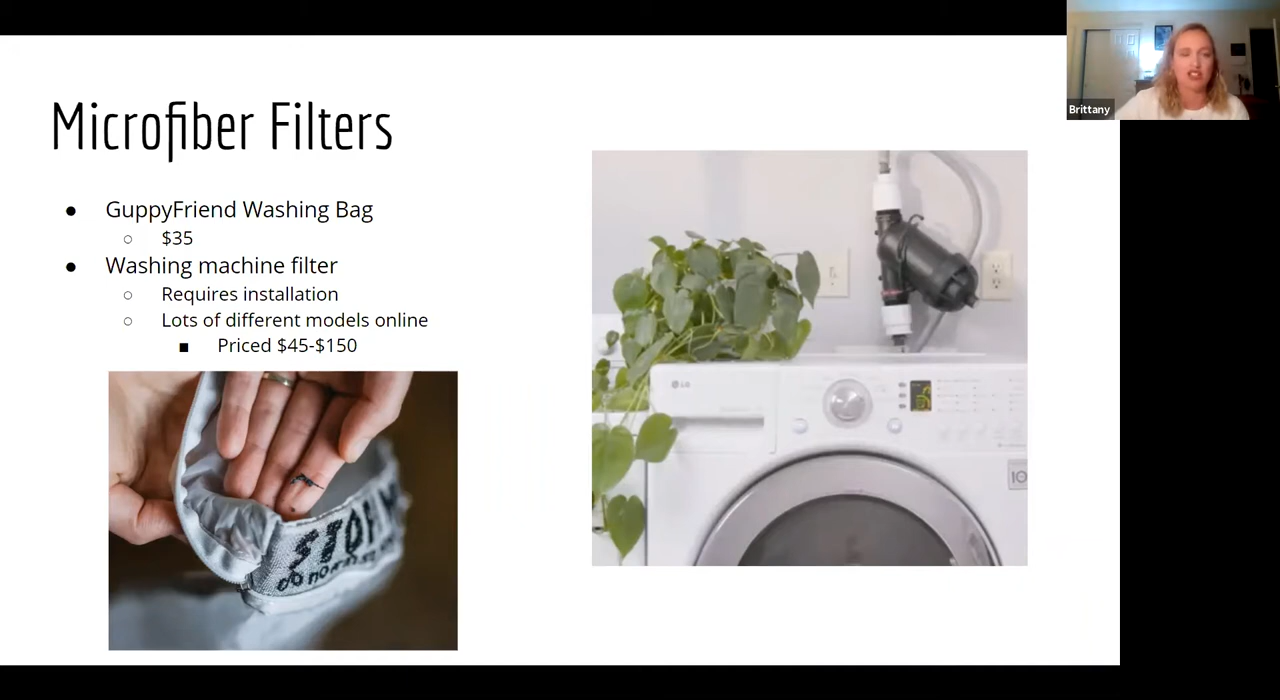 Microfiber Filters
● GuppyFriend Washing Bag
○ $35
● Washing machine filter
○ Requires installation
○ Lots of different models online
■ Priced $45-$150
Brittany
LG
STOP!